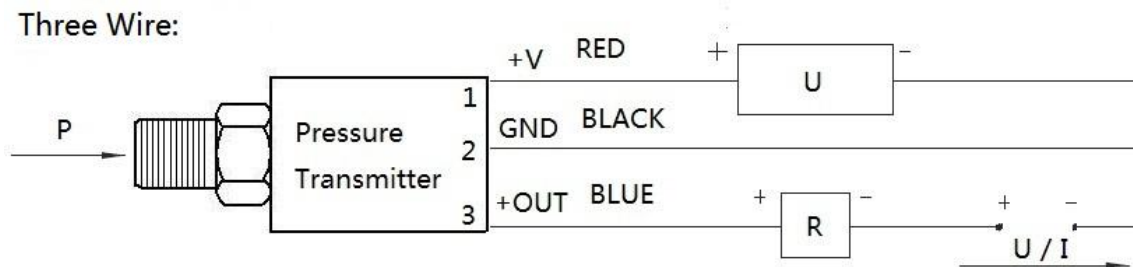 Three Wire:
+V RED + U -
1
P Pressure GND BLACK
2
Transmitter
3 +OUT BLUE + R - + -
U / I